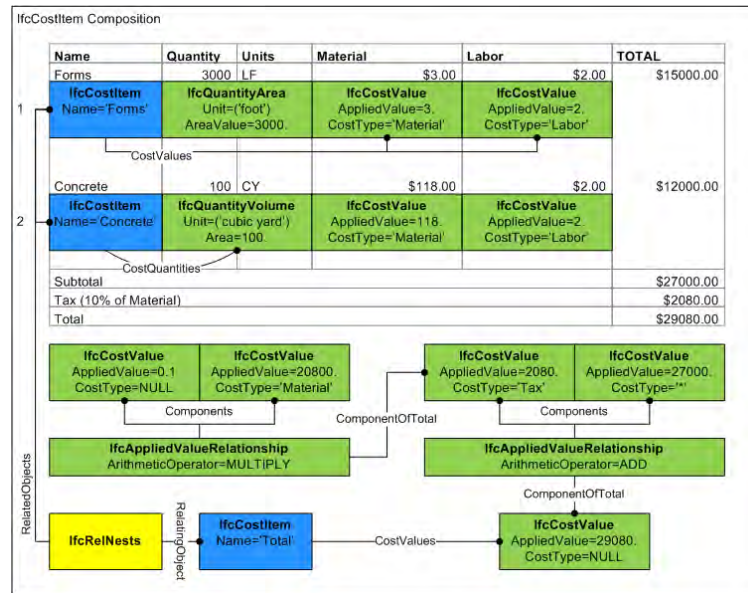 IfcCostItem Composition
Name Quantity Units Material Labor TOTAL
Forms 3000 LF $3.00 $2.00 $15000.00
1
IfcCostItem IfcQuantityArea IfcCostValue IfcCostValue
Name='Forms' Unit=('foot') AppliedValue=3. AppliedValue=2.
AreaValue=3000. CostType='Material' CostType='Labor'
CostValues
Concrete 100 CY $118.00 $2.00 $12000.00
2
IfcCostItem IfcQuantityVolume IfcCostValue IfcCostValue
Name='Concrete' Unit=('cubic yard') AppliedValue=118. AppliedValue=2.
Area=100. CostType='Material' CostType='Labor'
CostQuantities
Subtotal $27000.00
Tax (10% of Material) $2080.00
Total $29080.00
IfcCostValue IfcCostValue IfcCostValue IfcCostValue
AppliedValue=0.1 AppliedValue=20800. AppliedValue=2080. AppliedValue=27000.
CostType=NULL CostType='Material' CostType='Tax' CostType='*'
Components Components
ComponentOfTotal
IfcAppliedValueRelationship IfcAppliedValueRelationship
ArithmeticOperator=MULTIPLY ArithmeticOperator=ADD
ComponentOfTotal
RelatedObjects
IfcRelNests
RelatingObject
IfcCostItem IfcCostValue
Name='Total' CostValues AppliedValue=29080.
CostType=NULL